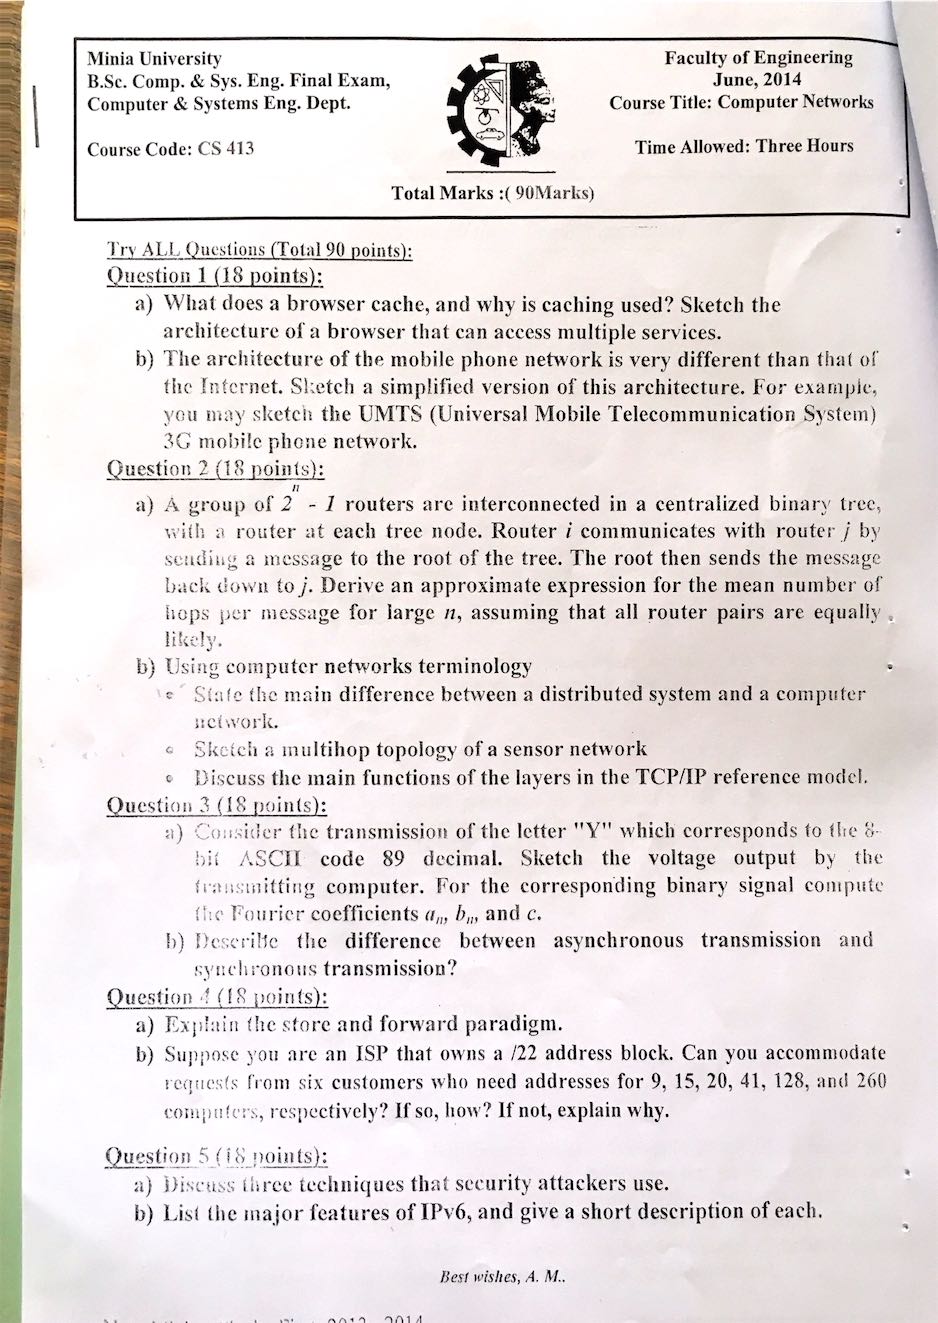 Minia University
B.Sc. Comp. & Sys. Eng. Final Exam,
Computer & Systems Eng. Dept.
Course Code: CS 413
Faculty of Engineering
June, 2014
Course Title: Computer Networks
Time Allowed: Three Hours
Total Marks :( 90Marks)
Try ALL Questions (Total 90 points):
Question 1 (18 points):
a) What does a browser cache, and why is caching used? Sketch the
architecture of a browser that can access multiple services.
b) The architecture of the mobile phone network is very different than that of
the Internet. Sketch a simplified version of this architecture. For example,
you may sketch the UMTS (Universal Mobile Telecommunication System)
3G mobile phone network.
Question 2 (18 points):
a) A group of 2ⁿ - 1 routers are interconnected in a centralized binary tree,
with a router at each tree node. Router i communicates with router j by
sending a message to the root of the tree. The root then sends the message
back down to j. Derive an approximate expression for the mean number of
hops per message for large n, assuming that all router pairs are equally
likely.
b) Using computer networks terminology
• State the main difference between a distributed system and a computer
network.
• Sketch a multihop topology of a sensor network
• Discuss the main functions of the layers in the TCP/IP reference model.
Question 3 (18 points):
a) Consider the transmission of the letter "Y" which corresponds to the 8-
bit ASCII code 89 decimal. Sketch the voltage output by the
transmitting computer. For the corresponding binary signal compute
the Fourier coefficients aₙ, bₙ, and c.
b) Describe the difference between asynchronous transmission and
synchronous transmission?
Question 4 (18 points):
a) Explain the store and forward paradigm.
b) Suppose you are an ISP that owns a /22 address block. Can you accommodate
requests from six customers who need addresses for 9, 15, 20, 41, 128, and 260
computers, respectively? If so, how? If not, explain why.
Question 5 (18 points):
a) Discuss three techniques that security attackers use.
b) List the major features of IPv6, and give a short description of each.
Best wishes, A. M..